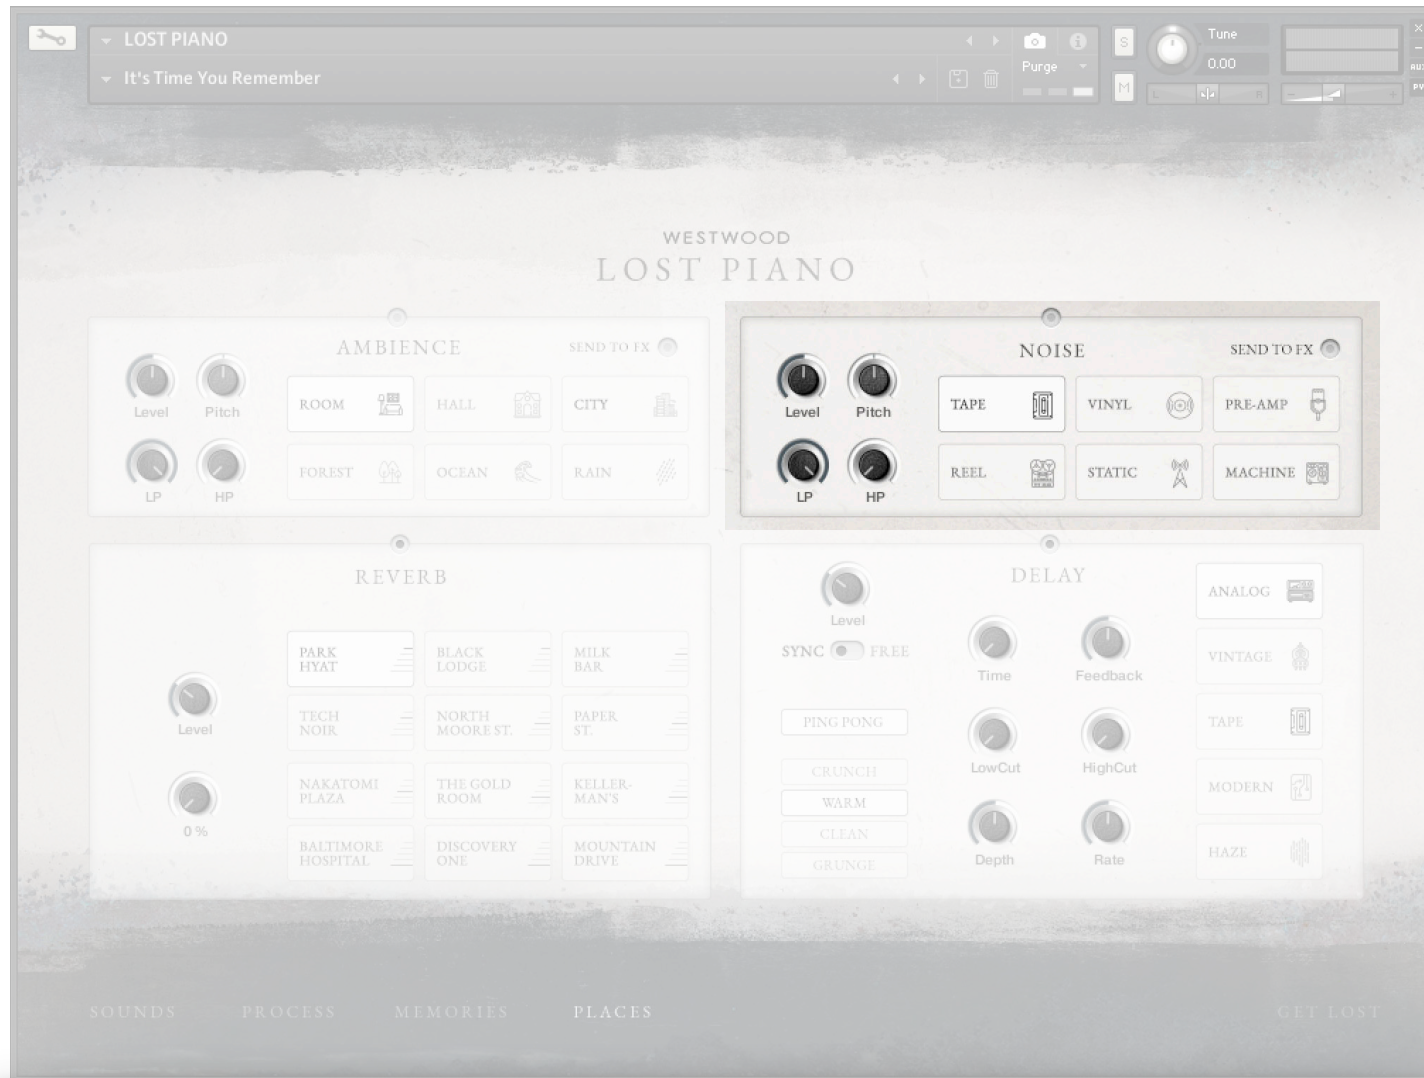 LOST PIANO
It's Time You Remember
Purge
S
M
Tune
0.00
L R
AUX
PV
WESTWOOD
LOST PIANO
AMBIENCE
SEND TO FX
Level
Pitch
LP
HP
ROOM
HALL
CITY
FOREST
OCEAN
RAIN
NOISE
SEND TO FX
Level
Pitch
LP
HP
TAPE
VINYL
PRE-AMP
REEL
STATIC
MACHINE
REVERB
Level
0 %
PARK
HYAT
BLACK
LODGE
MILK
BAR
TECH
NOIR
NORTH
MOORE ST.
PAPER
ST.
NAKATOMI
PLAZA
THE GOLD
ROOM
KELLER-
MAN'S
BALTIMORE
HOSPITAL
DISCOVERY
ONE
MOUNTAIN
DRIVE
DELAY
Level
SYNC
FREE
PING PONG
CRUNCH
WARM
CLEAN
GRUNGE
Time
Feedback
LowCut
HighCut
Depth
Rate
ANALOG
VINTAGE
TAPE
MODERN
HAZE
SOUNDS
PROCESS
MEMORIES
PLACES
GET LOST